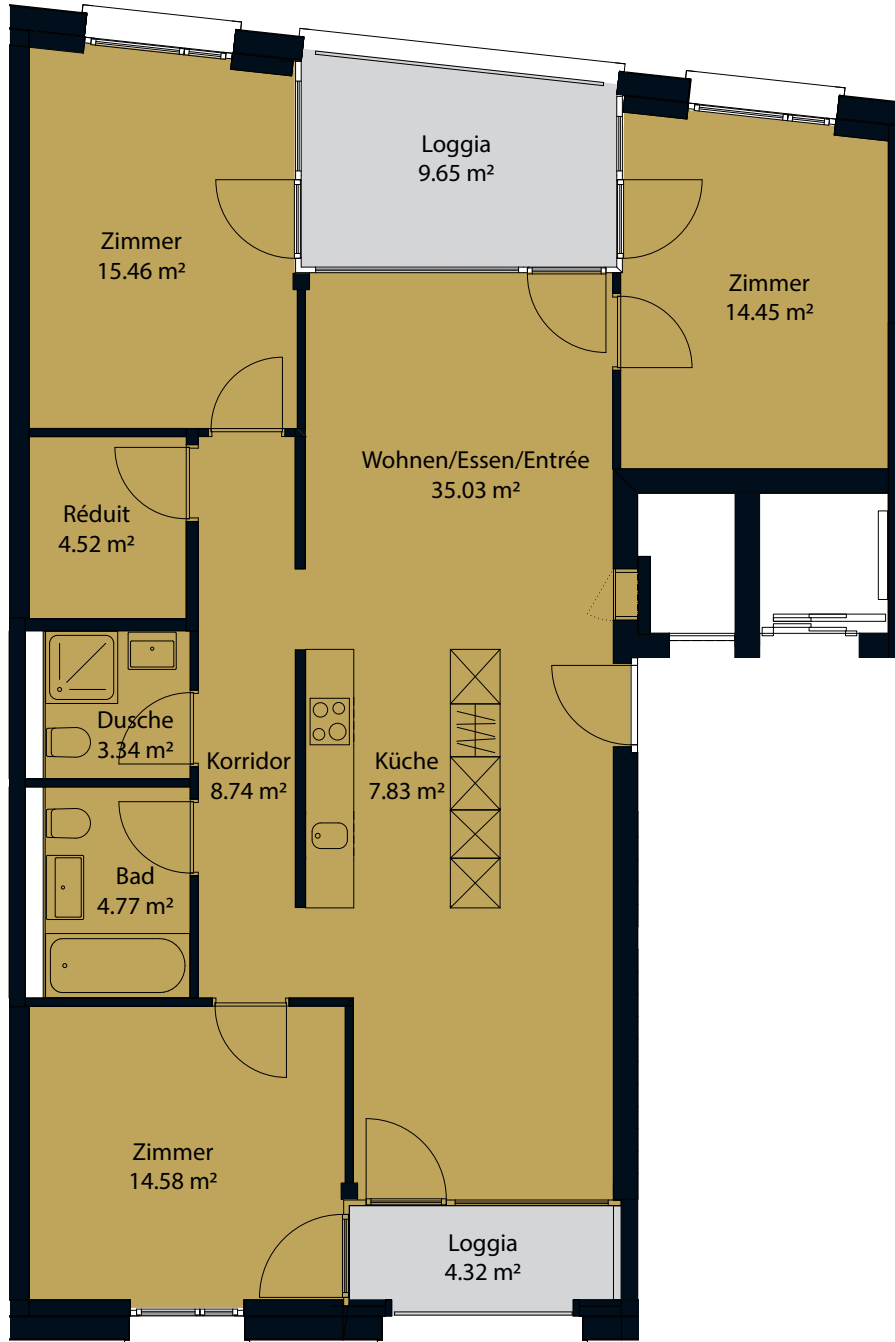 Loggia
9.65 m²
Zimmer
15.46 m²
Zimmer
14.45 m²
Wohnen/Essen/Entrée
35.03 m²
Réduit
4.52 m²
Dusche
3.34 m²
Korridor
8.74 m²
Küche
7.83 m²
Bad
4.77 m²
Zimmer
14.58 m²
Loggia
4.32 m²